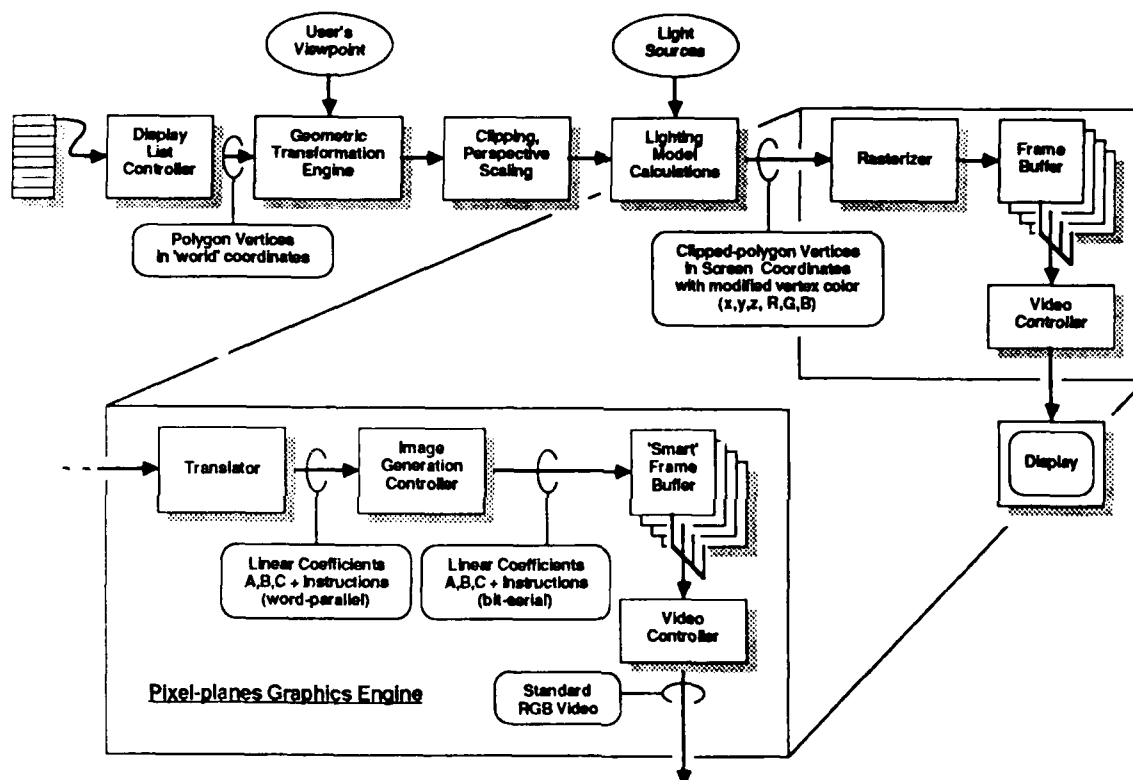 User's
Viewpoint
Light
Sources
Display
List
Controller
Geometric
Transformation
Engine
Clipping,
Perspective
Scaling
Lighting
Model
Calculations
Rasterizer
Frame
Buffer
Polygon Vertices
in 'world' coordinates
Clipped-polygon Vertices
in Screen Coordinates
with modified vertex color
(x,y,z, R,G,B)
Video
Controller
Display
Translator
Image
Generation
Controller
'Smart'
Frame
Buffer
Linear Coefficients
A,B,C + Instructions
(word-parallel)
Linear Coefficients
A,B,C + Instructions
(bit-serial)
Video
Controller
Pixel-planes Graphics Engine
Standard
RGB Video